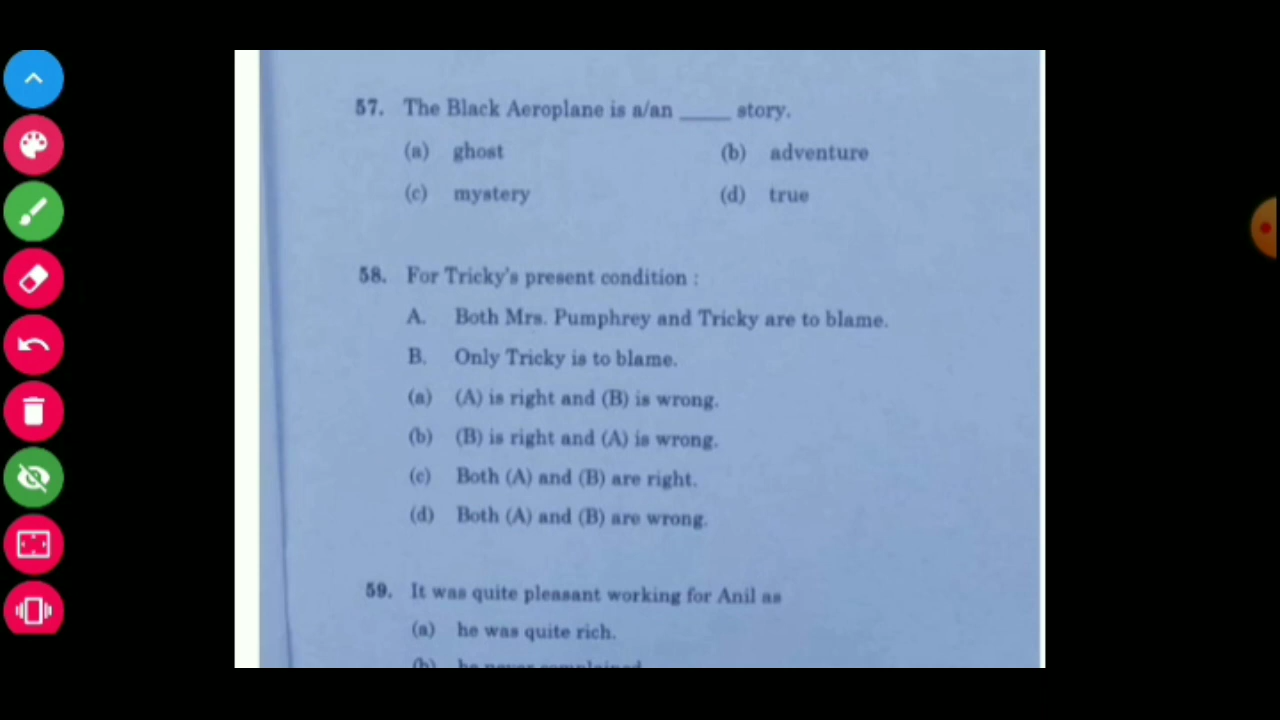 57. The Black Aeroplane is a/an _____ story.
(a) ghost (b) adventure
(c) mystery (d) true
58. For Tricky's present condition :
A. Both Mrs. Pumphrey and Tricky are to blame.
B. Only Tricky is to blame.
(a) (A) is right and (B) is wrong.
(b) (B) is right and (A) is wrong.
(c) Both (A) and (B) are right.
(d) Both (A) and (B) are wrong.
59. It was quite pleasant working for Anil as
(a) he was quite rich.
(b) he never complained